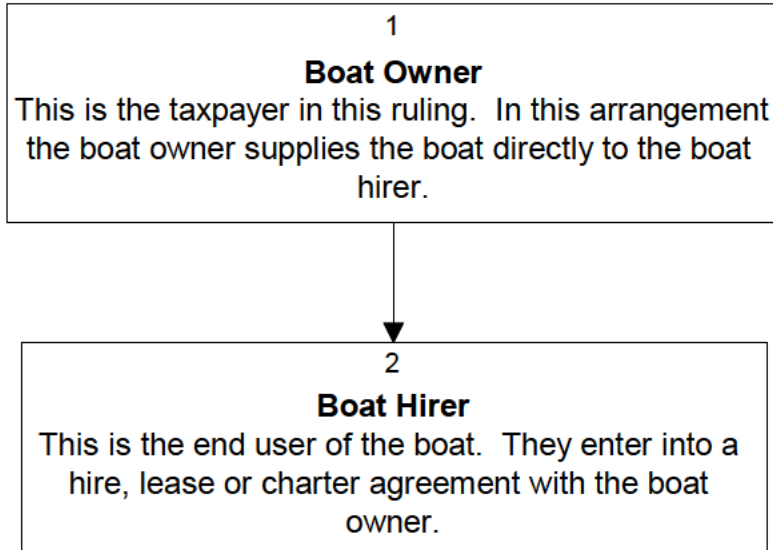 1
Boat Owner
This is the taxpayer in this ruling.  In this arrangement
the boat owner supplies the boat directly to the boat
hirer.
2
Boat Hirer
This is the end user of the boat.  They enter into a
hire, lease or charter agreement with the boat
owner.